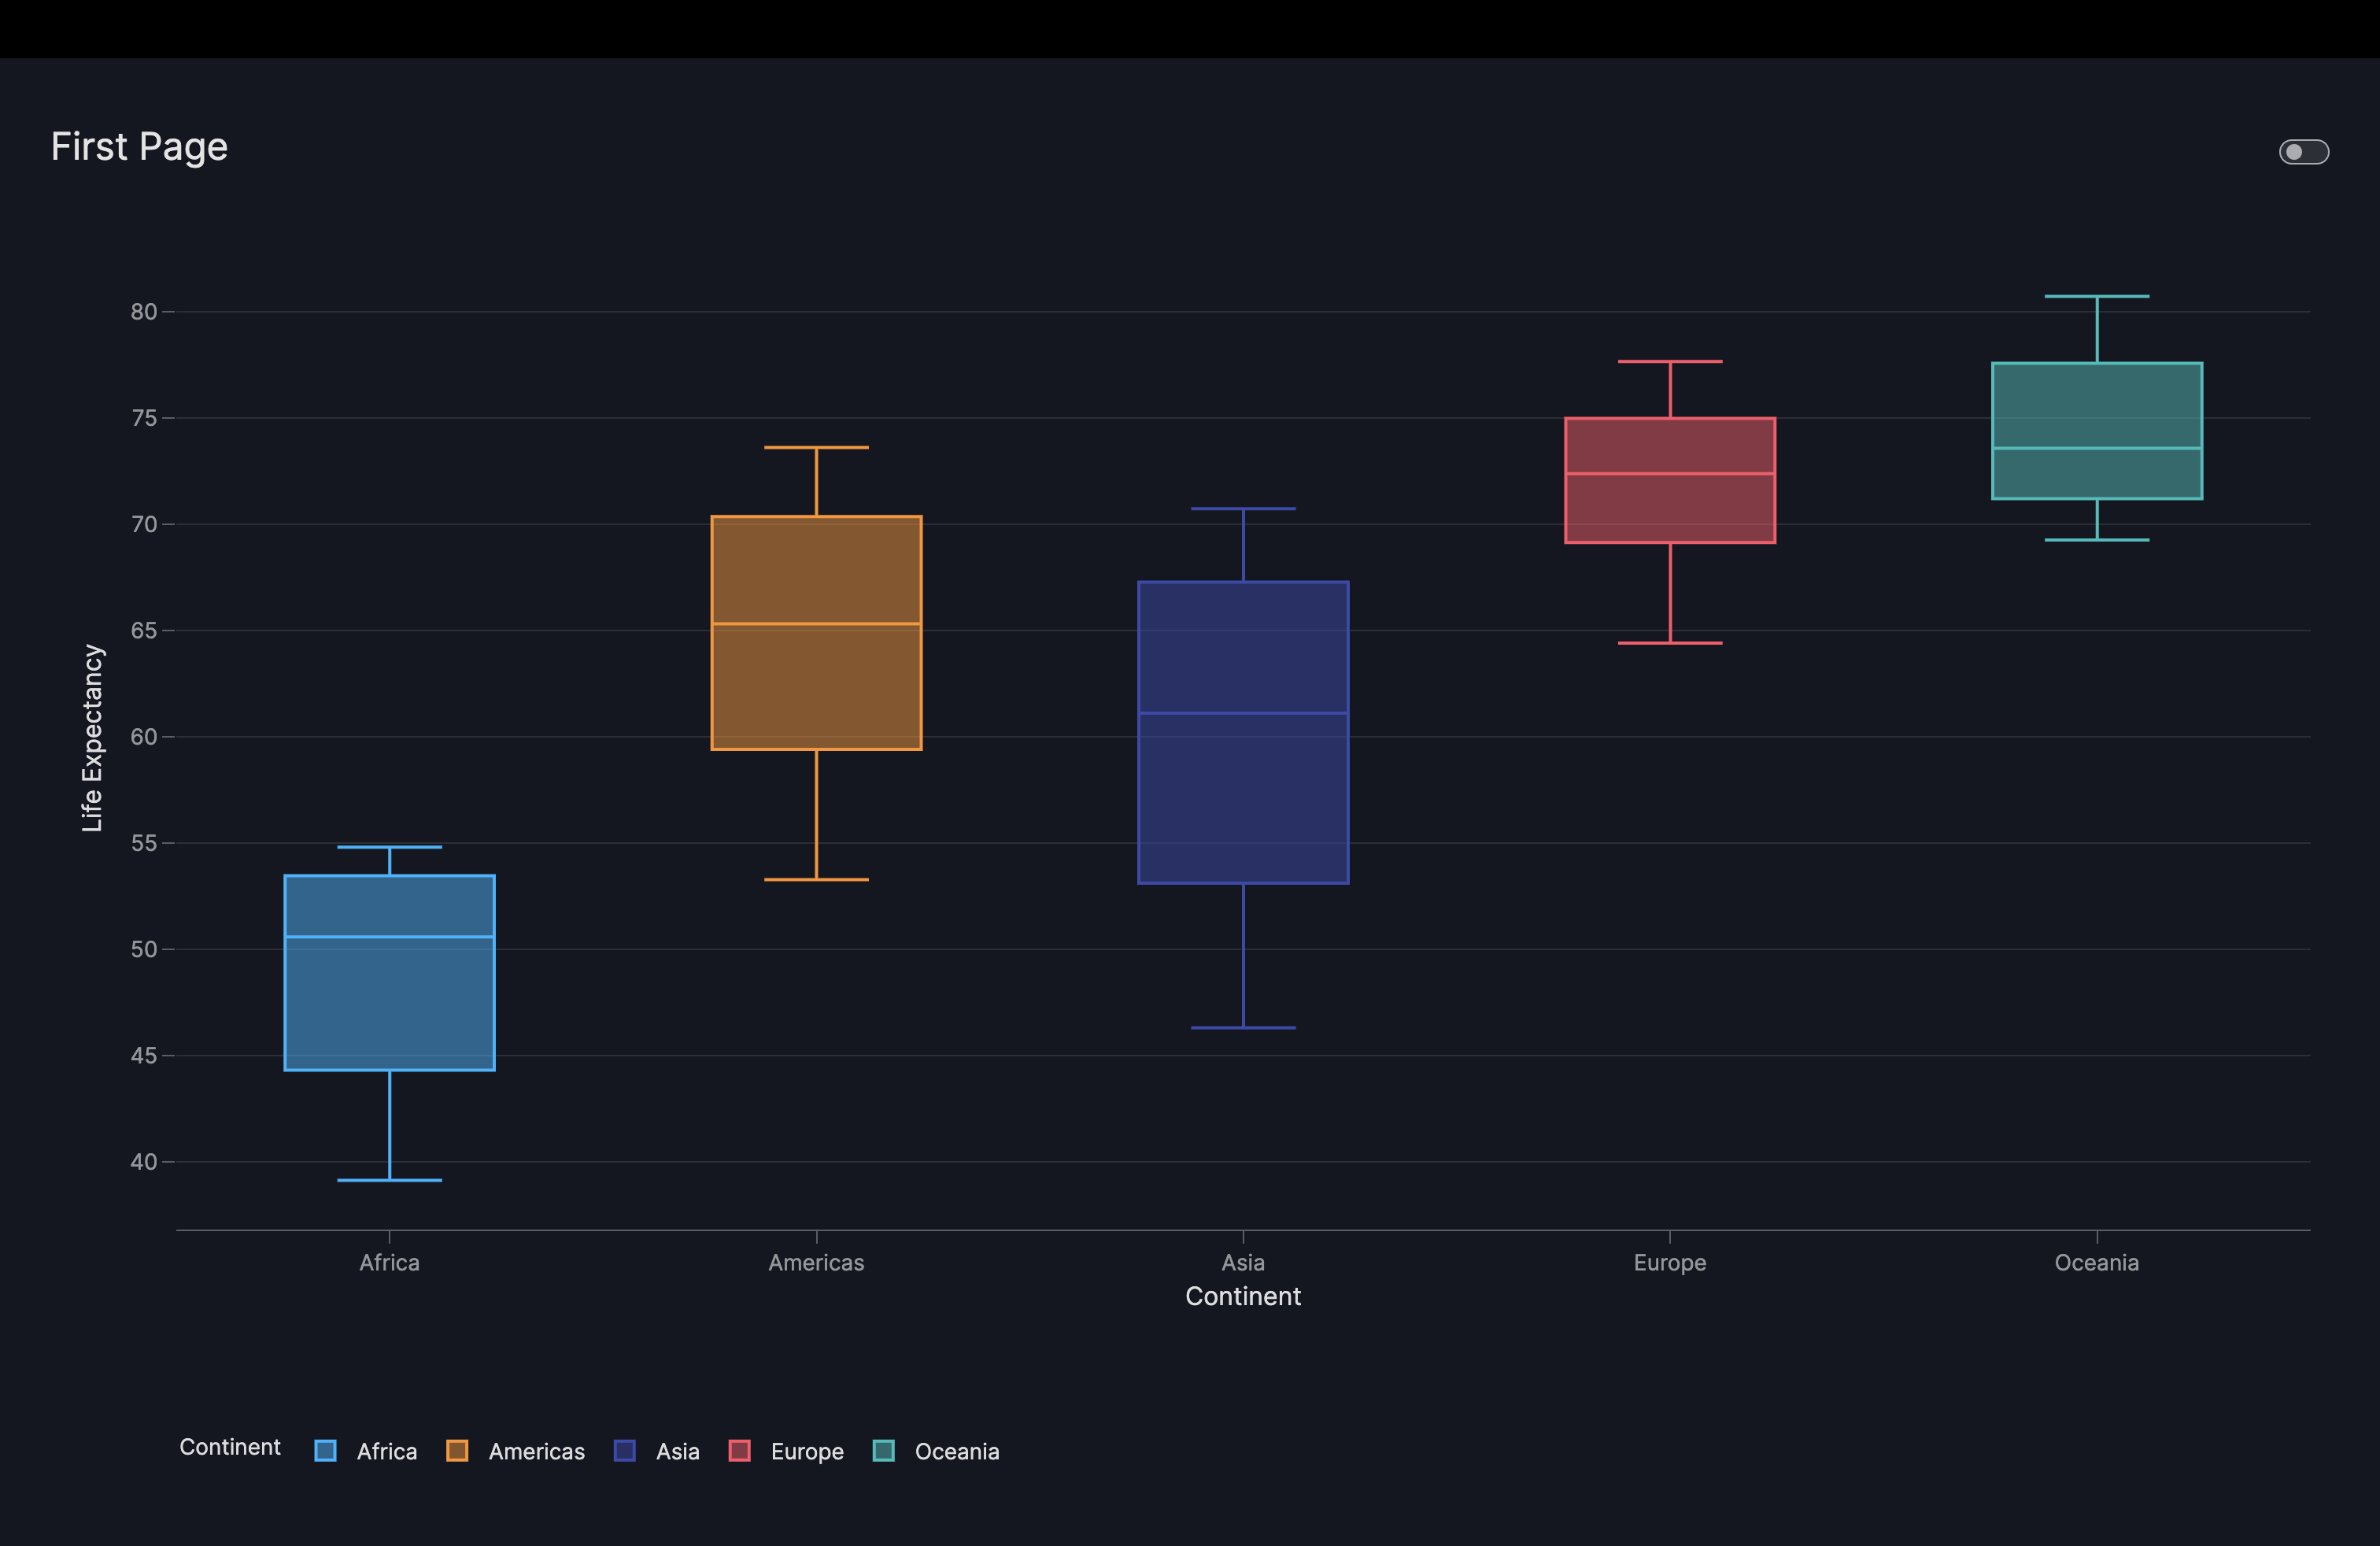 First Page
80
75
70
65
60
55
50
45
40
Life Expectancy
Africa Americas Asia Europe Oceania
Continent
Continent Africa Americas Asia Europe Oceania